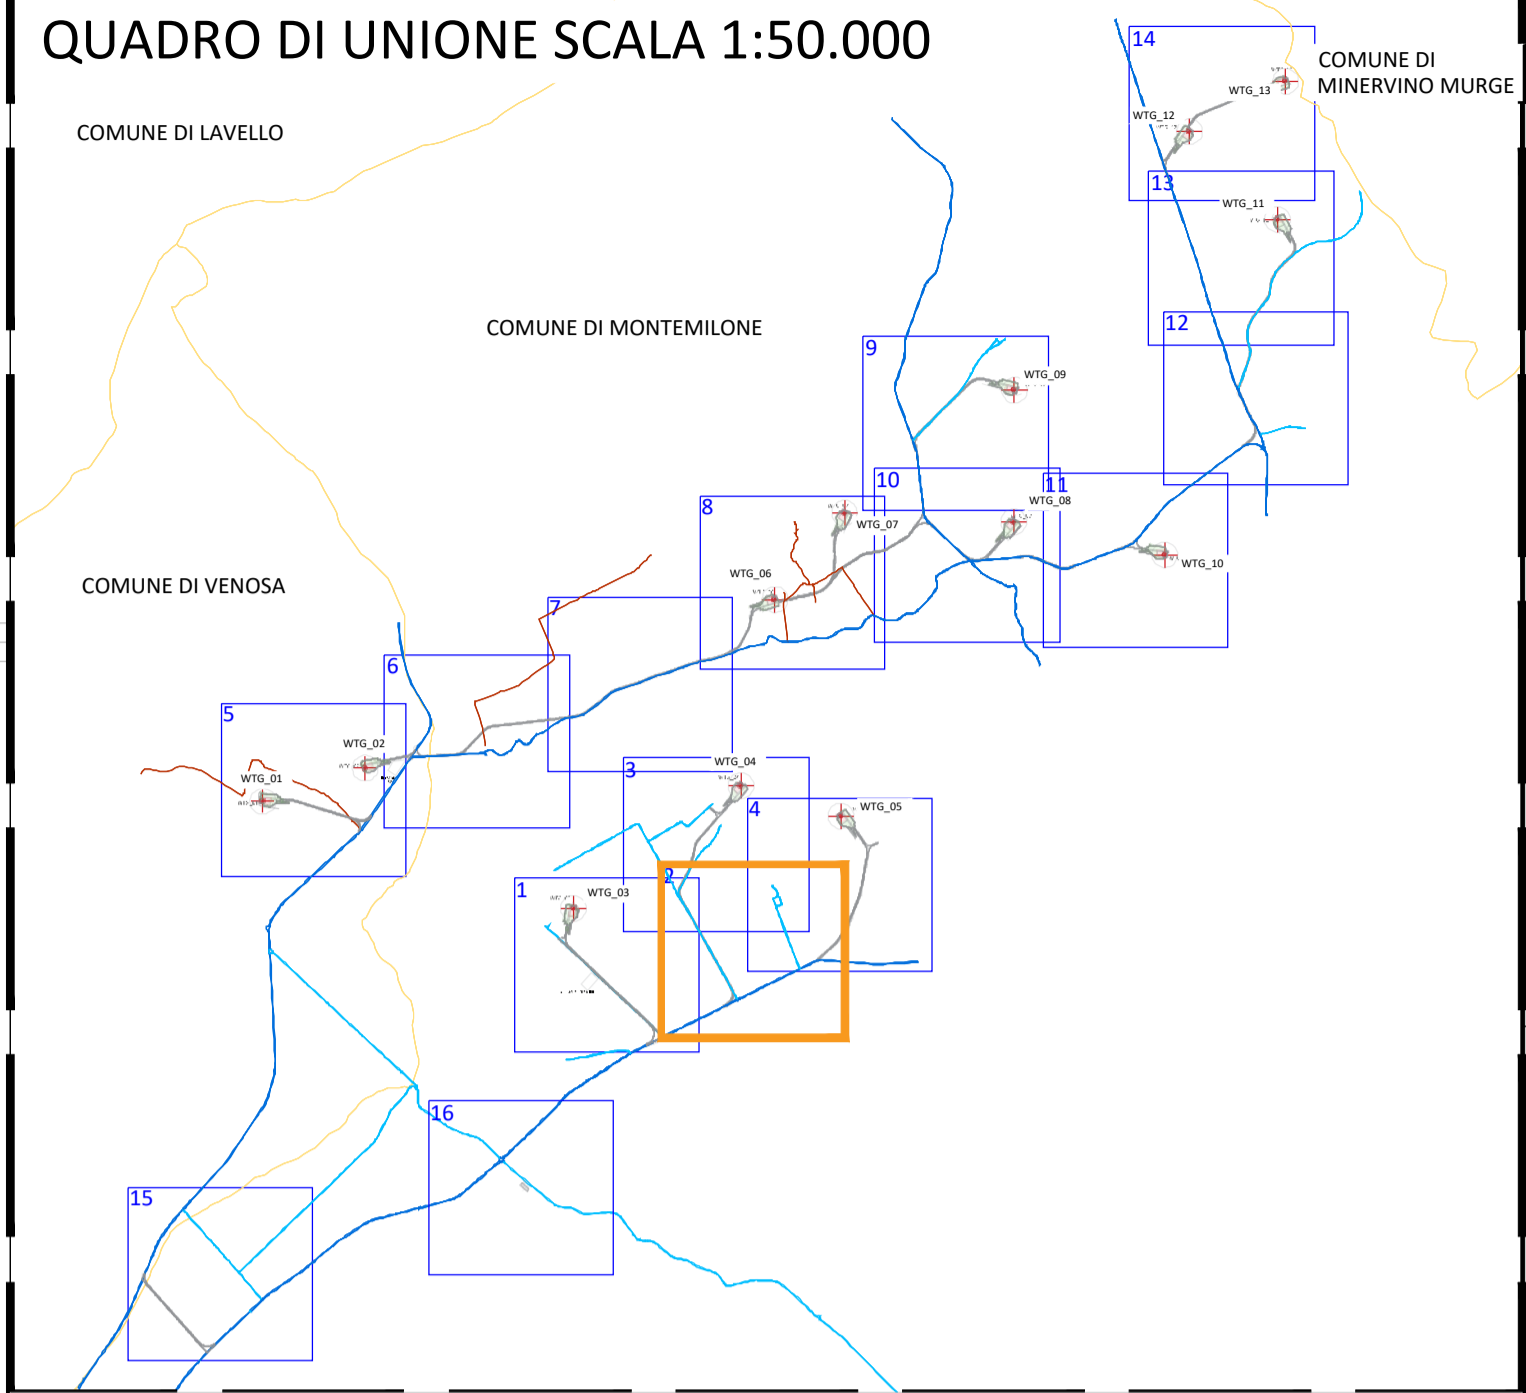 QUADRO DI UNIONE SCALA 1:50.000
14
COMUNE DI
MINERVINO MURGE
WTG_13
WTG_12
COMUNE DI LAVELLO
13
WTG_11
COMUNE DI MONTEMILONE
12
9
WTG_09
10
11
WTG_08
8
WTG_07
WTG_10
WTG_06
COMUNE DI VENOSA
7
6
5
WTG_02
WTG_01
3
WTG_04
4
WTG_05
2
1
WTG_03
16
15